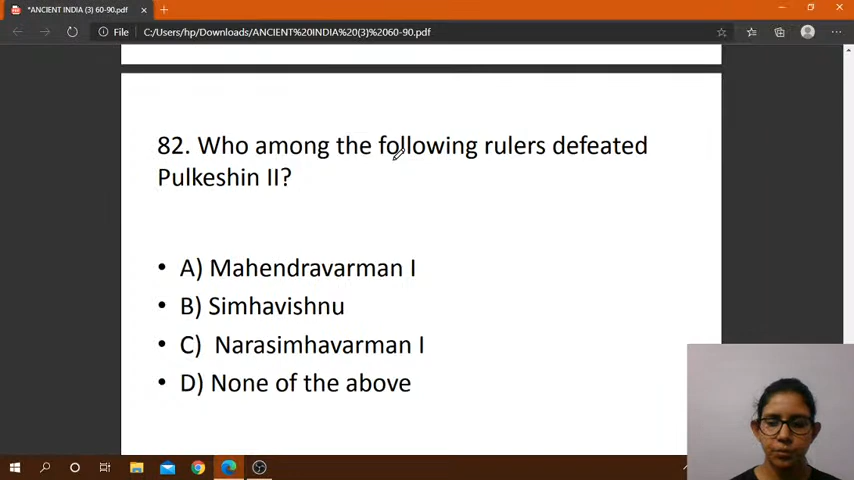 *ANCIENT INDIA (3) 60-90.pdf
File
C:/Users/hp/Downloads/ANCIENT%20INDIA%20(3)%2060-90.pdf
82. Who among the following rulers defeated
Pulkeshin II?
• A) Mahendravarman I
• B) Simhavishnu
• C) Narasimhavarman I
• D) None of the above